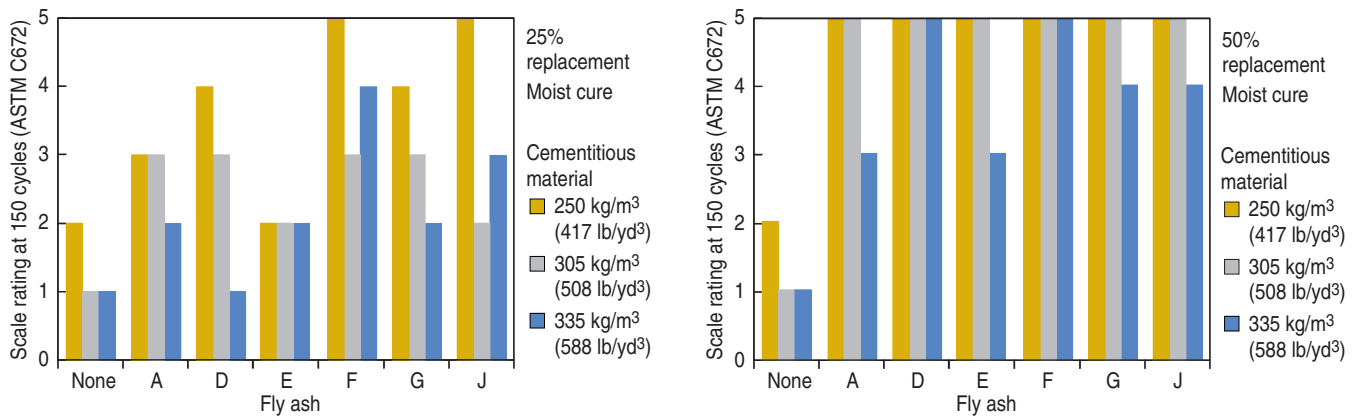 Scale rating at 150 cycles (ASTM C672)
5
4
3
2
1
0
None A D E F G J
Fly ash
25%
replacement
Moist cure
Cementitious
material
250 kg/m³
(417 lb/yd³)
305 kg/m³
(508 lb/yd³)
335 kg/m³
(588 lb/yd³)
Scale rating at 150 cycles (ASTM C672)
5
4
3
2
1
0
None A D E F G J
Fly ash
50%
replacement
Moist cure
Cementitious
material
250 kg/m³
(417 lb/yd³)
305 kg/m³
(508 lb/yd³)
335 kg/m³
(588 lb/yd³)